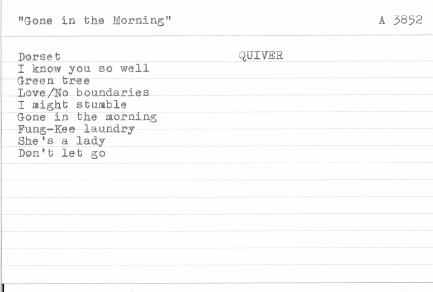 "Gone in the Morning" A 3852
Dorset QUIVER
I know you so well
Green tree
Love/No boundaries
I might stumble
Gone in the morning
Fung-Kee laundry
She's a lady
Don't let go